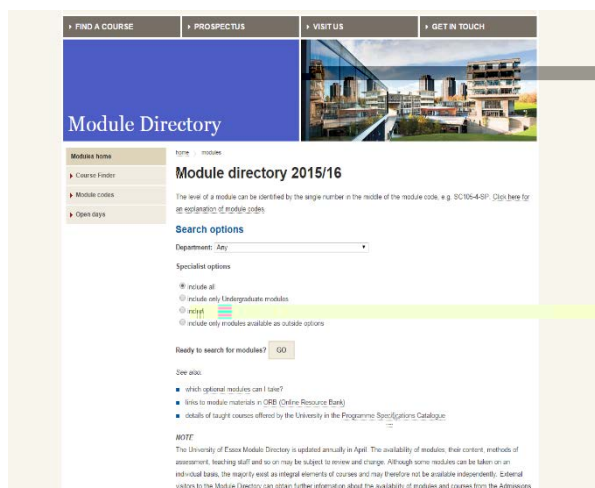 FIND A COURSE
PROSPECTUS
VISIT US
GET IN TOUCH
Module Directory
Modules home
Course Finder
Module codes
Open days
home modules
Module directory 2015/16
The level of a module can be identified by the single number in the middle of the module code, e.g. SC105-4-SP. Click here for
an explanation of module codes.
Search options
Department: Any
Specialist options
include all
include only Undergraduate modules
include only modules available as outside options
Ready to search for modules? GO
See also:
which optional modules can I take?
links to module materials in ORB (Online Resource Bank)
details of taught courses offered by the University in the Programme Specifications Catalogue
NOTE
The University of Essex Module Directory is updated annually in April. The availability of modules, their content, methods of
assessment, teaching staff and so on may be subject to review and change. Although some modules can be taken on an
individual basis, the majority exist as integral elements of courses and may therefore not be available independently. External
visitors to the Module Directory can obtain further information about the availability of modules and courses from the Admissions